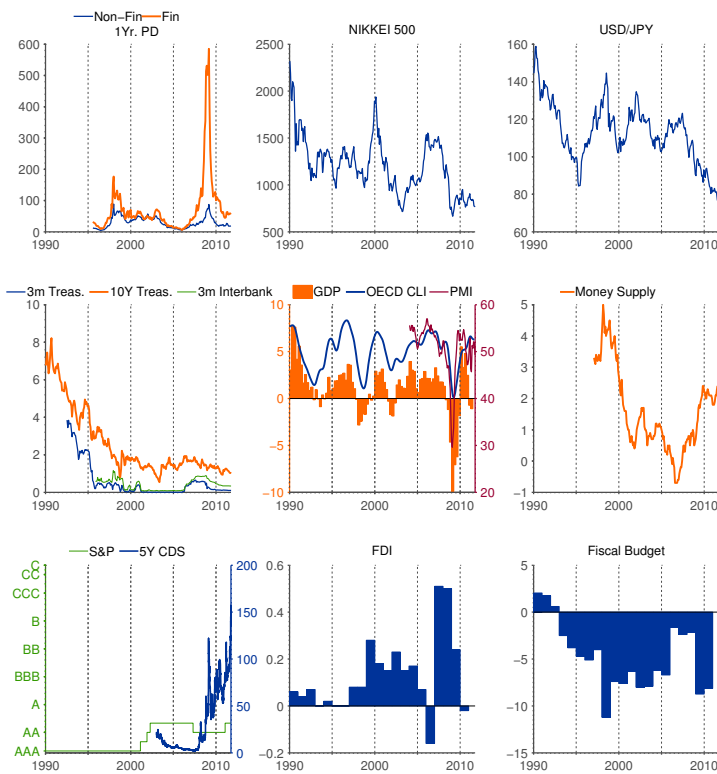 Non−Fin Fin
1Yr. PD
600
500
400
300
200
100
0
1990 2000 2010
NIKKEI 500
2500
2000
1500
1000
500
1990 2000 2010
USD/JPY
160
140
120
100
80
60
1990 2000 2010
3m Treas. 10Y Treas. 3m Interbank
10
8
6
4
2
0
1990 2000 2010
GDP OECD CLI PMI
10
5
0
−5
−10
60
50
40
30
20
1990 2000 2010
Money Supply
5
4
3
2
1
0
−1
1990 2000 2010
S&P 5Y CDS
C
CC
CCC
B
BB
BBB
A
AA
AAA
200
150
100
50
0
1990 2000 2010
FDI
0.6
0.4
0.2
0
−0.2
1990 2000 2010
Fiscal Budget
5
0
−5
−10
−15
1990 2000 2010